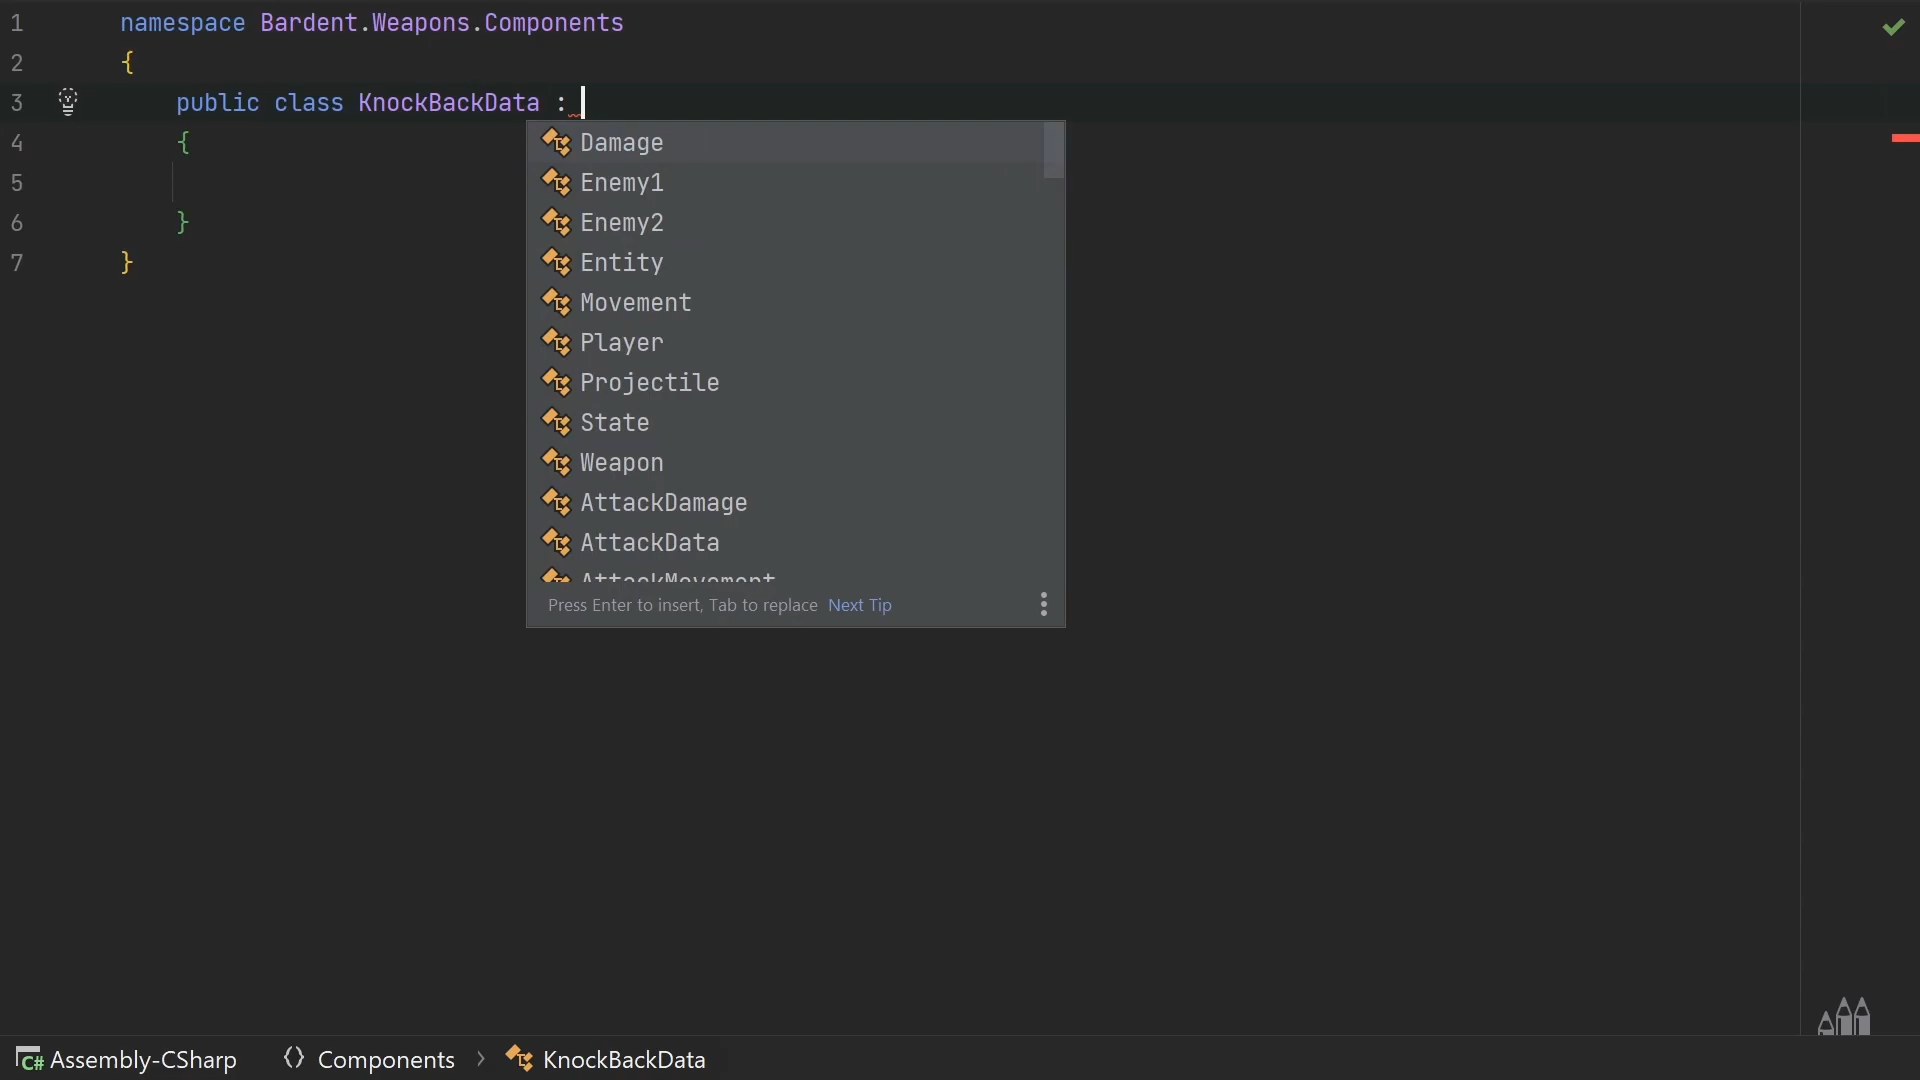 1 namespace Bardent.Weapons.Components
2 {
3 public class KnockBackData :
4 {
5
6 }
7 }
Damage
Enemy1
Enemy2
Entity
Movement
Player
Projectile
State
Weapon
AttackDamage
AttackData
AttackMovement
Press Enter to insert, Tab to replace Next Tip
C# Assembly-CSharp {} Components > KnockBackData